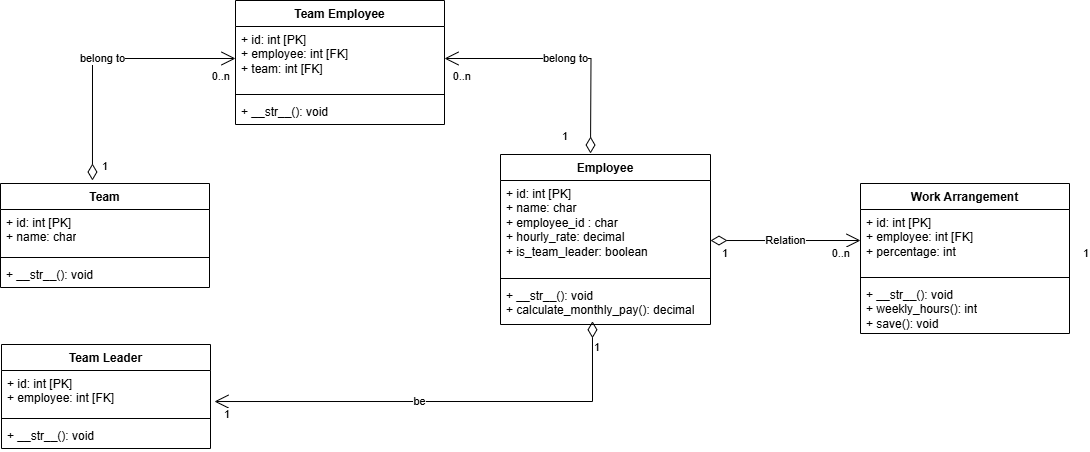 Team Employee
+ id: int [PK]
+ employee: int [FK]
+ team: int [FK]
+ __str__(): void
belong to
0..n
1
belong to
0..n
1
Team
+ id: int [PK]
+ name: char
+ __str__(): void
Employee
+ id: int [PK]
+ name: char
+ employee_id : char
+ hourly_rate: decimal
+ is_team_leader: boolean
+ __str__(): void
+ calculate_monthly_pay(): decimal
1
Relation
0..n
Work Arrangement
+ id: int [PK]
+ employee: int [FK]
+ percentage: int
+ __str__(): void
+ weekly_hours(): int
+ save(): void
1
Team Leader
+ id: int [PK]
+ employee: int [FK]
+ __str__(): void
1
be
1